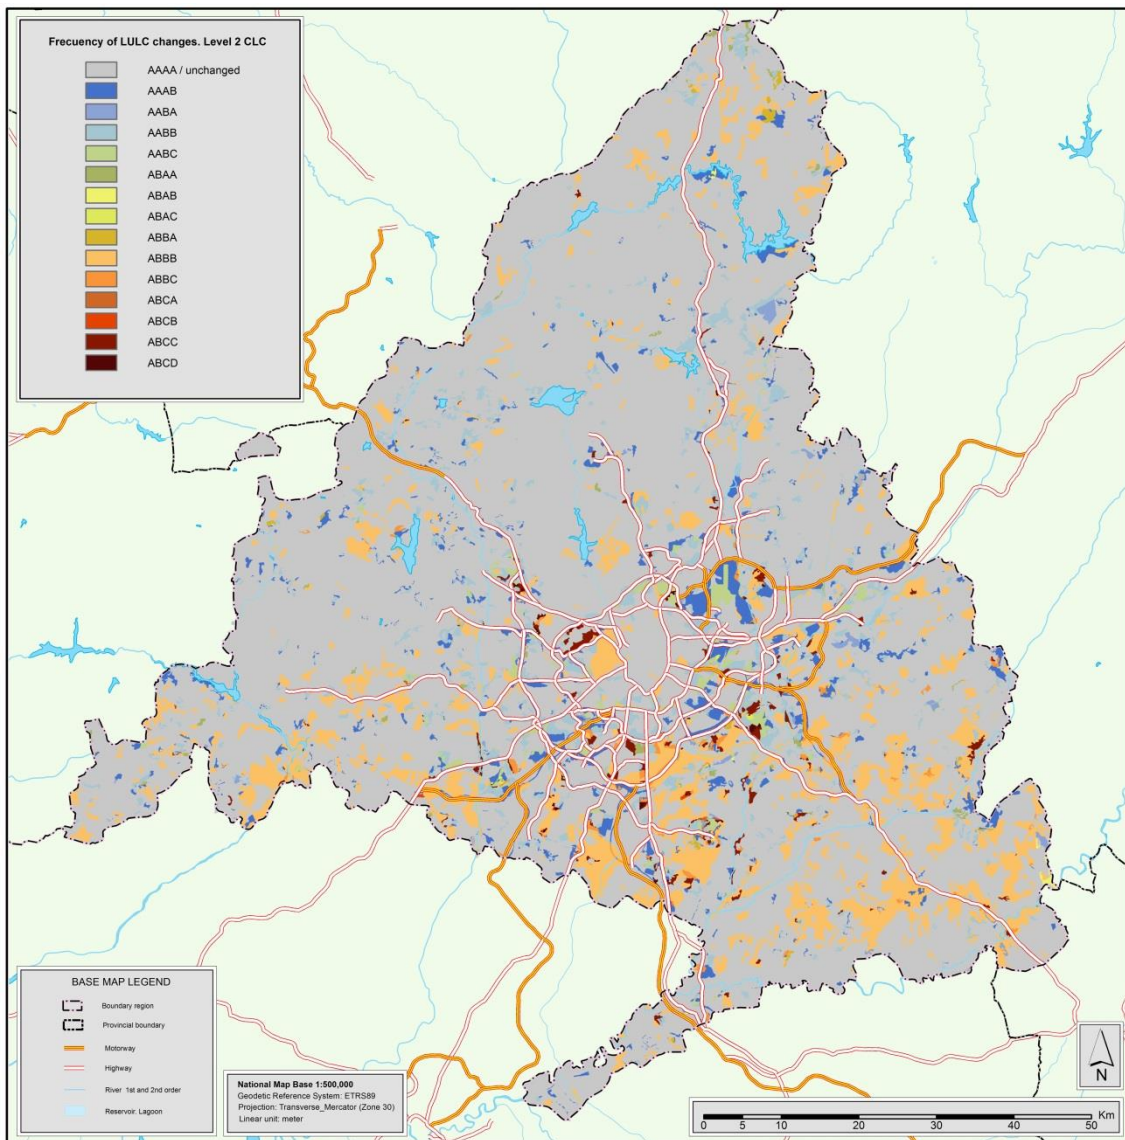 Frecuency of LULC changes. Level 2 CLC
AAAA / unchanged
AAAB
AABA
AABB
AABC
ABAA
ABAB
ABAC
ABBA
ABBB
ABBC
ABCA
ABCB
ABCC
ABCD
BASE MAP LEGEND
Boundary region
Provincial boundary
Motorway
Highway
River 1st and 2nd order
Reservoir. Lagoon
National Map Base 1:500,000
Geodetic Reference System: ETRS89
Projection: Transverse_Mercator (Zone 30)
Linear unit: meter
N
Km
0 5 10 20 30 40 50